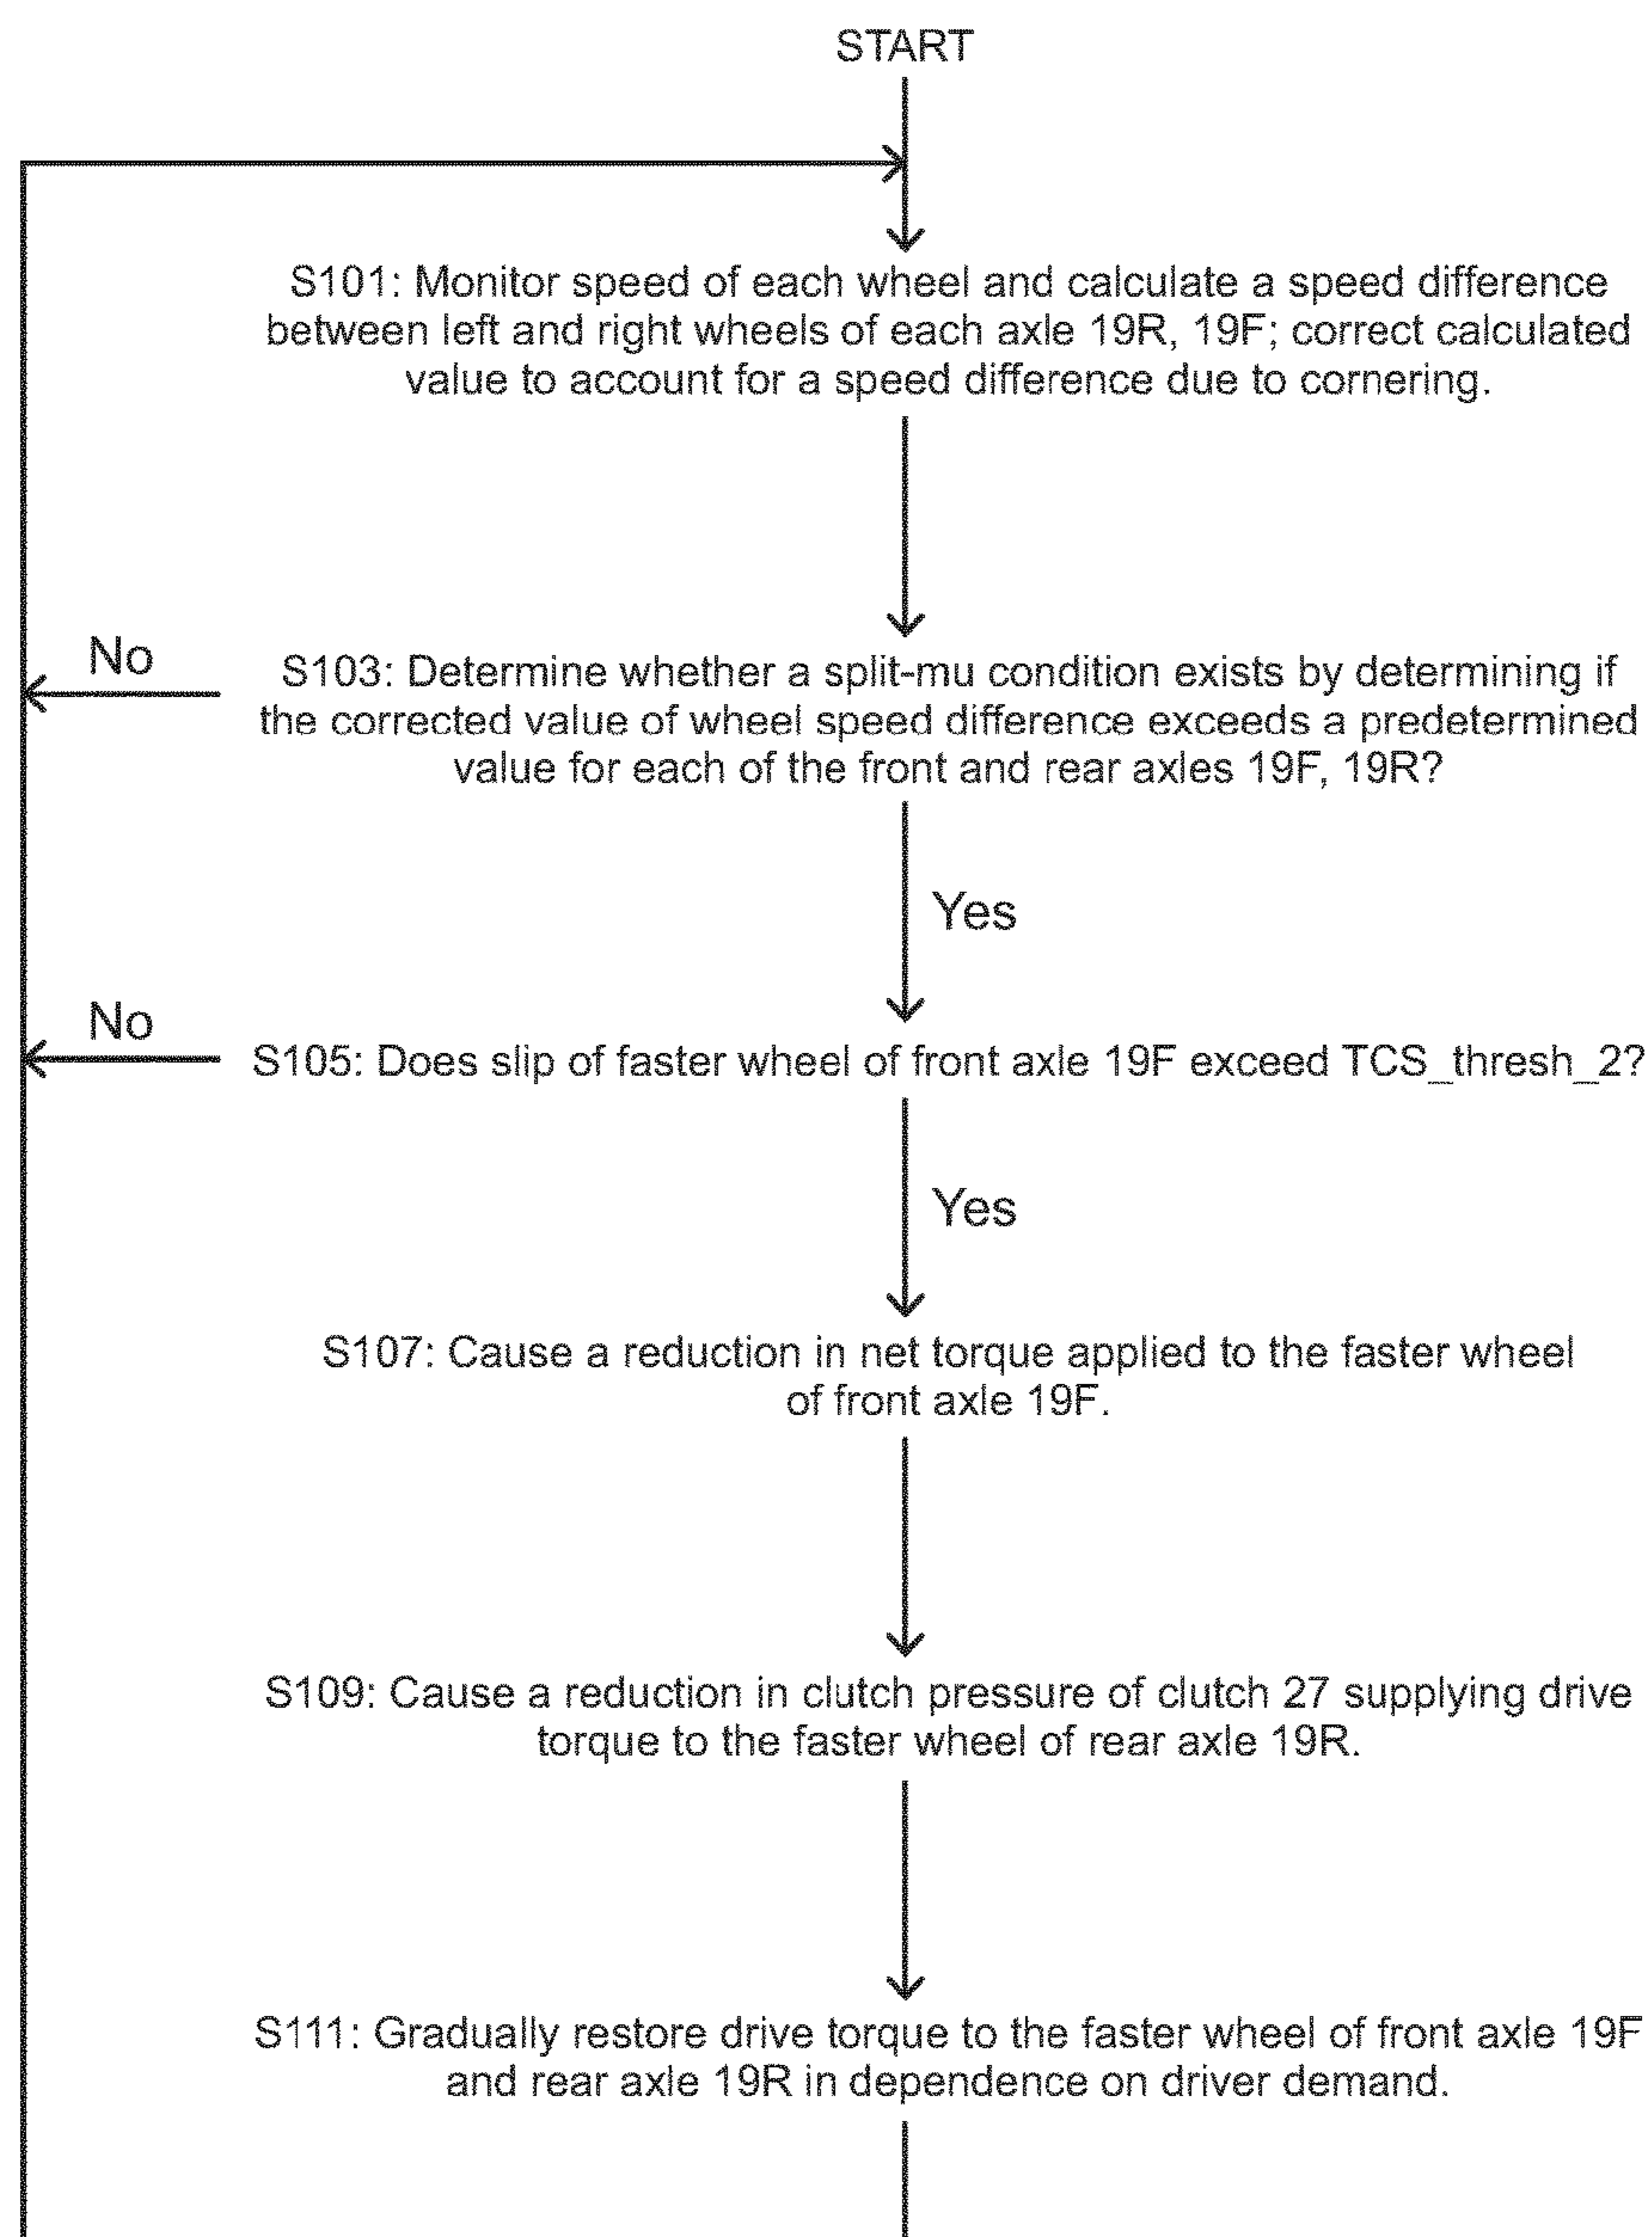 START
S101: Monitor speed of each wheel and calculate a speed difference
between left and right wheels of each axle 19R, 19F; correct calculated
value to account for a speed difference due to cornering.
No
S103: Determine whether a split-mu condition exists by determining if
the corrected value of wheel speed difference exceeds a predetermined
value for each of the front and rear axles 19F, 19R?
Yes
No
S105: Does slip of faster wheel of front axle 19F exceed TCS_thresh_2?
Yes
S107: Cause a reduction in net torque applied to the faster wheel
of front axle 19F.
S109: Cause a reduction in clutch pressure of clutch 27 supplying drive
torque to the faster wheel of rear axle 19R.
S111: Gradually restore drive torque to the faster wheel of front axle 19F
and rear axle 19R in dependence on driver demand.